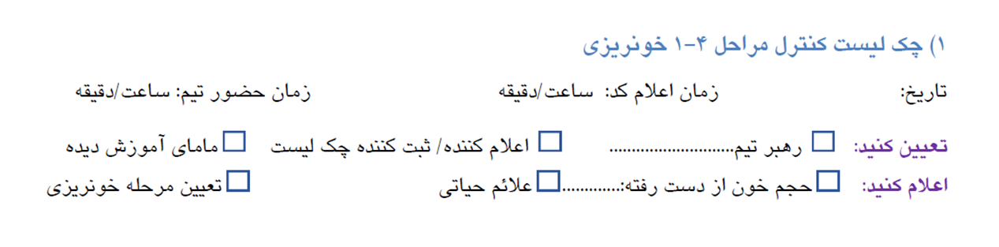 ۱) چک لیست کنترل مراحل ۴-۱ خونریزی
تاریخ: زمان اعلام کد: ساعت/دقیقه زمان حضور تیم: ساعت/دقیقه
تعیین کنید: رهبر تیم............................ اعلام کننده/ ثبت کننده چک لیست مامای آموزش دیده
اعلام کنید: حجم خون از دست رفته:............. علائم حیاتی تعیین مرحله خونریزی